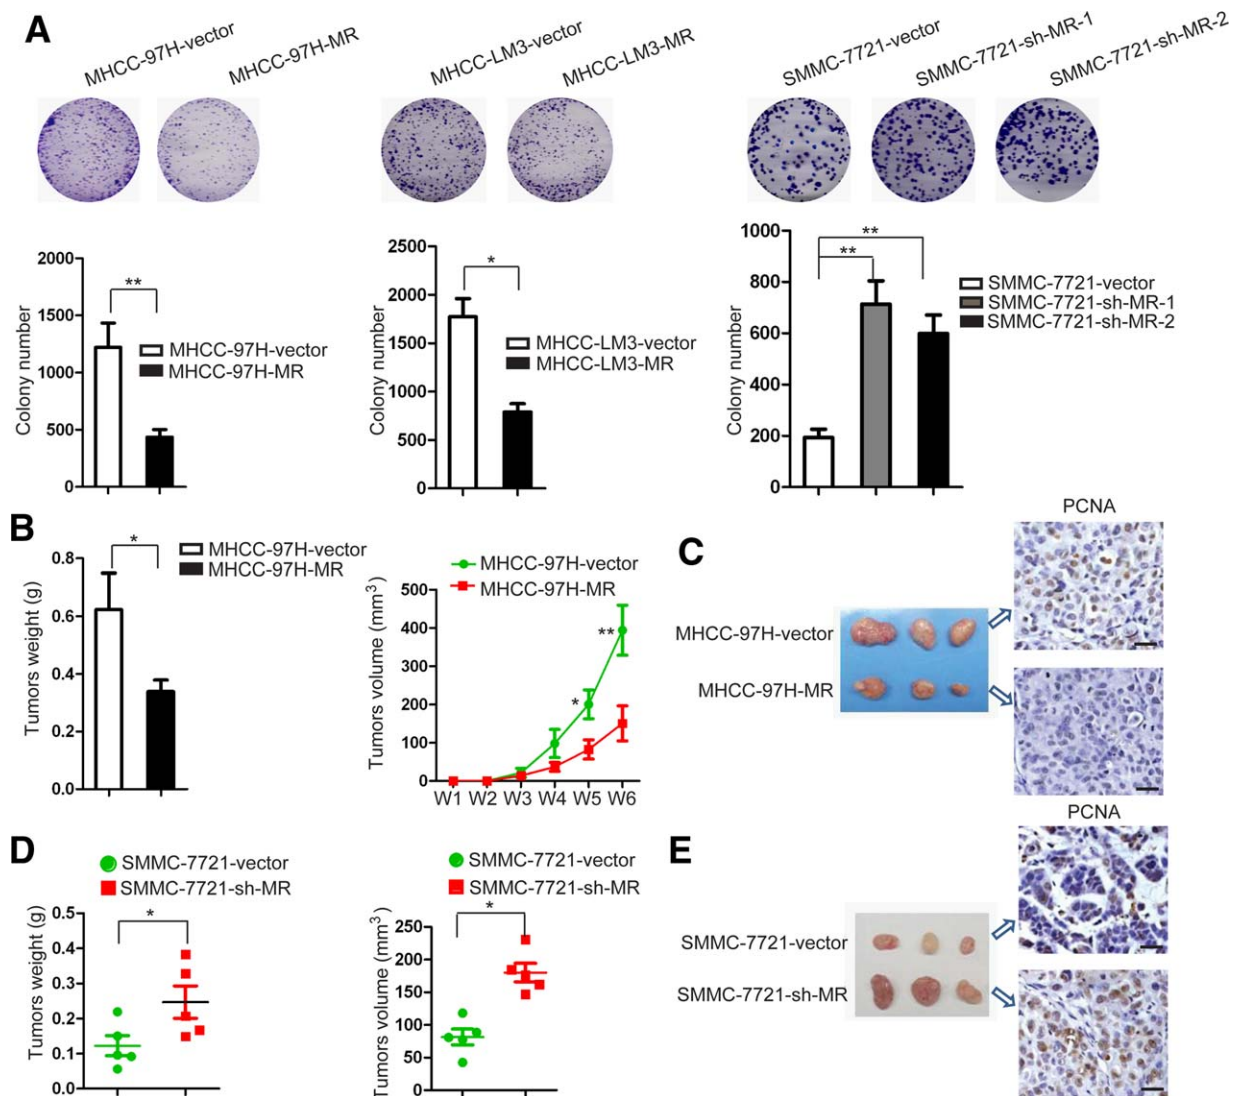 A
MHCC-97H-vector
MHCC-97H-MR
MHCC-LM3-vector
MHCC-LM3-MR
SMMC-7721-vector
SMMC-7721-sh-MR-1
SMMC-7721-sh-MR-2
Colony number
2000
1500
1000
500
0
**
MHCC-97H-vector
MHCC-97H-MR
Colony number
2500
2000
1500
1000
500
0
*
MHCC-LM3-vector
MHCC-LM3-MR
Colony number
1000
800
600
400
200
0
**
**
SMMC-7721-vector
SMMC-7721-sh-MR-1
SMMC-7721-sh-MR-2
B
Tumors weight (g)
0.8
0.6
0.4
0.2
0.0
*
MHCC-97H-vector
MHCC-97H-MR
Tumors volume (mm3)
500
400
300
200
100
0
MHCC-97H-vector
MHCC-97H-MR
**
*
W1 W2 W3 W4 W5 W6
C
PCNA
MHCC-97H-vector
MHCC-97H-MR
D
SMMC-7721-vector
SMMC-7721-sh-MR
Tumors weight (g)
0.5
0.4
0.3
0.2
0.1
0.0
*
SMMC-7721-vector
SMMC-7721-sh-MR
Tumors volume (mm3)
250
200
150
100
50
0
*
E
PCNA
SMMC-7721-vector
SMMC-7721-sh-MR